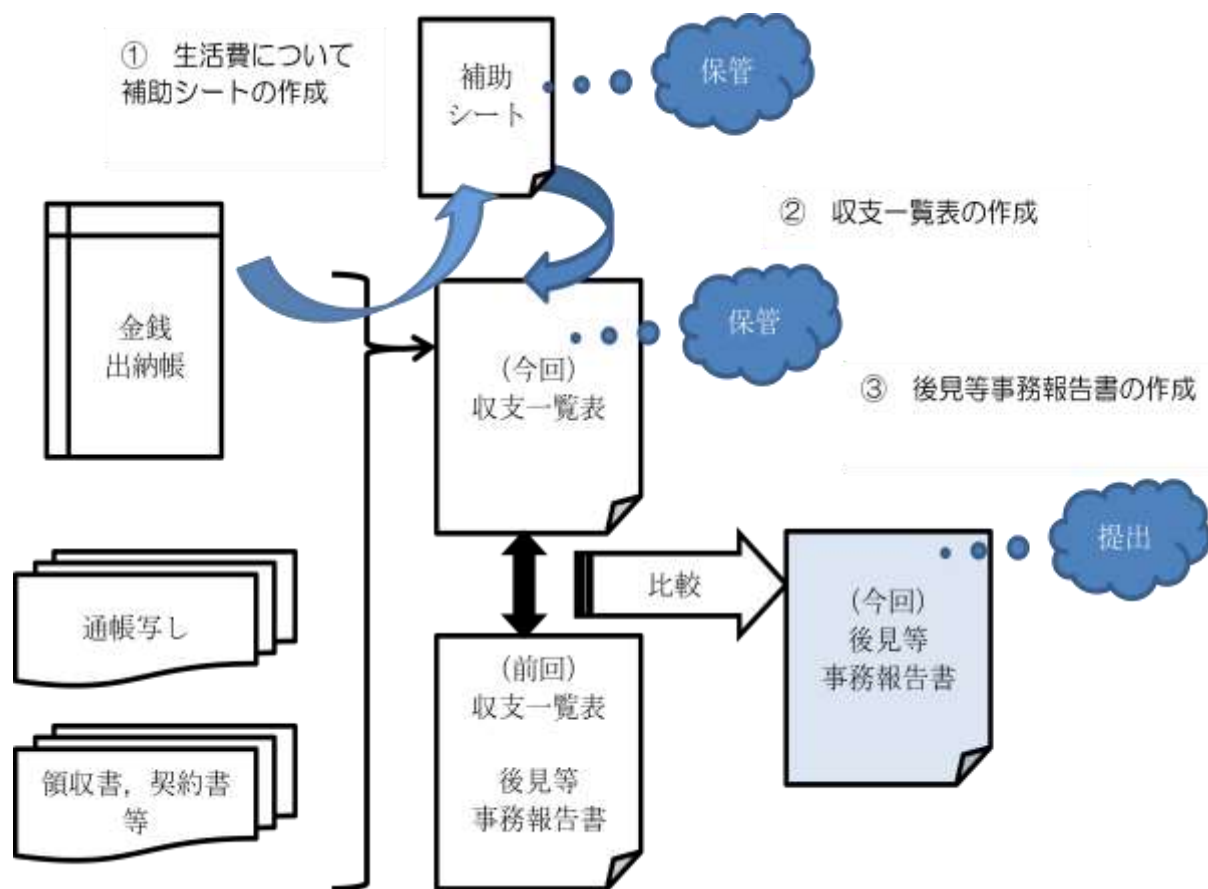 ① 生活費について
補助シートの作成
補助
シート
保管
② 収支一覧表の作成
金銭
出納帳
保管
(今回)
収支一覧表
③ 後見等事務報告書の作成
通帳写し
比較
提出
(今回)
後見等
事務報告書
(前回)
収支一覧表
後見等
事務報告書
領収書，契約書
等